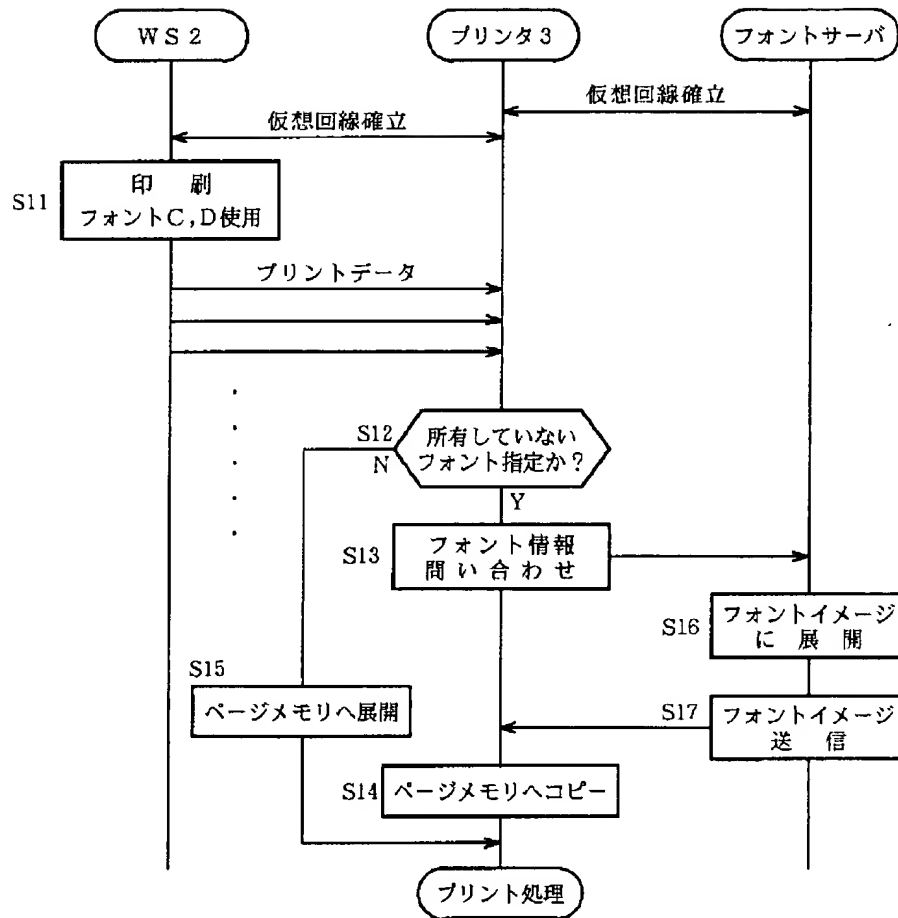 WS2
プリンタ3
フォントサーバ
仮想回線確立
仮想回線確立
S11
印 刷
フォントC,D使用
プリントデータ
S12
所有していない
フォント指定か?
N
Y
S13
フォント情報
問い合わせ
S16
フォントイメージ
に 展 開
S15
ページメモリへ展開
S17
フォントイメージ
送 信
S14
ページメモリへコピー
プリント処理